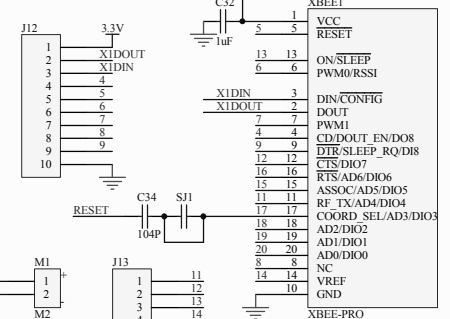 C32
1uF
XBEE1
1 VCC
5 5 RESET
13 13 ON/SLEEP
6 6 PWM0/RSSI
X1DIN 3 DIN/CONFIG
X1DOUT 2 DOUT
7 7 PWM1
4 4 CD/DOUT_EN/DO8
9 9 DTR/SLEEP_RQ/DI8
12 12 CTS/DIO7
16 16 RTS/AD6/DIO6
15 15 ASSOC/AD5/DIO5
11 11 RF_TX/AD4/DIO4
17 17 COORD_SEL/AD3/DIO3
18 18 AD2/DIO2
19 19 AD1/DIO1
20 20 AD0/DIO0
8 8 NC
14 14 VREF
10 GND
XBEE-PRO
J12
3.3V
1
2 X1DOUT
3 X1DIN
4 4
5 5
6 6
7 7
8 8
9 9
10
RESET
C34
104P
SJ1
M1
1 +
2 -
M2
J13
1 11
2 12
3 13
4 14